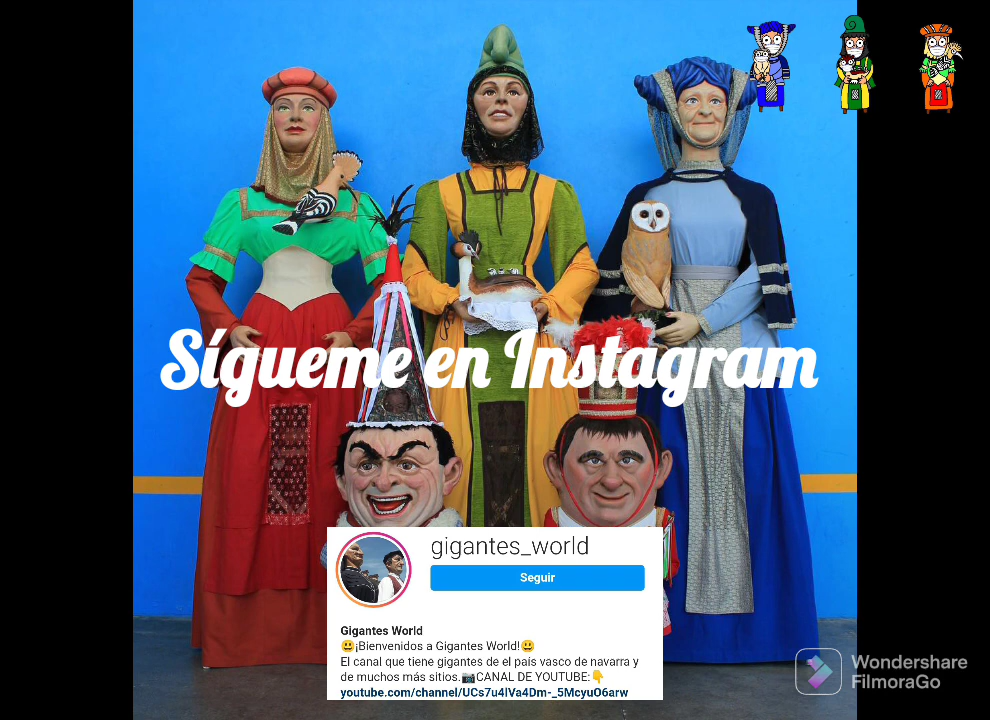 Sígueme en Instagram
gigantes_world
Seguir
Gigantes World
😃¡Bienvenidos a Gigantes World!😃
El canal que tiene gigantes de el país vasco de navarra y
de muchos más sitios.📷CANAL DE YOUTUBE:👇
youtube.com/channel/UCs7u4lVa4Dm-_5McyuO6arw
Wondershare
FilmoraGo